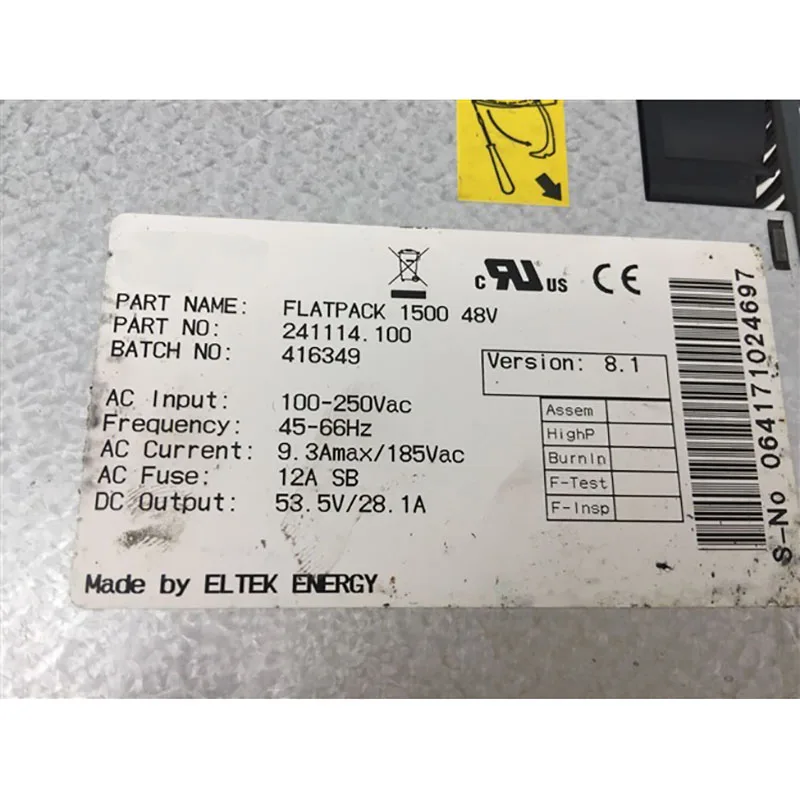 c RU US CE
PART NAME: FLATPACK 1500 48V
PART NO: 241114.100
BATCH NO: 416349
Version: 8.1
AC Input: 100-250Vac
Frequency: 45-66Hz
AC Current: 9.3Amax/185Vac
AC Fuse: 12A SB
DC Output: 53.5V/28.1A
Assem
HighP
BurnIn
F-Test
F-Insp
Made by ELTEK ENERGY
S-No 064171024697